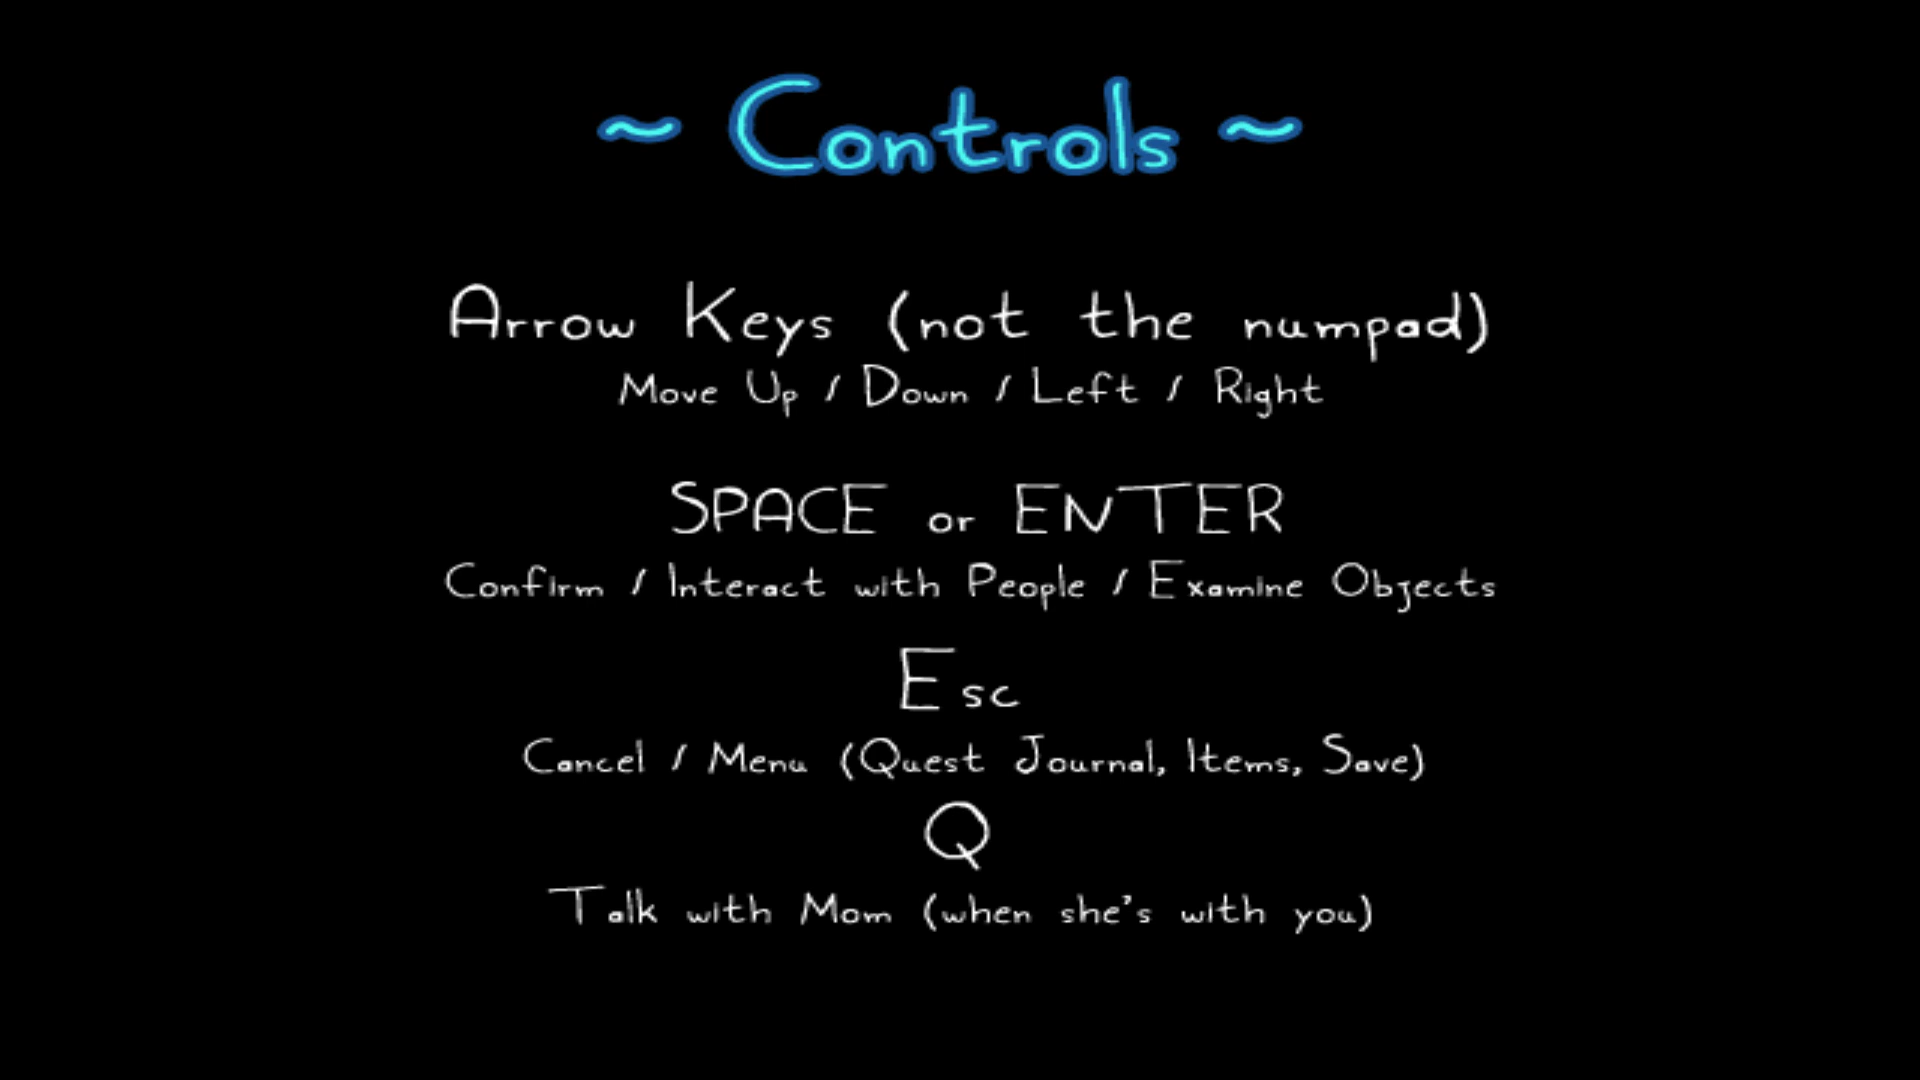 ~ Controls ~
Arrow Keys (not the numpad)
Move Up / Down / Left / Right
SPACE or ENTER
Confirm / Interact with People / Examine Objects
Esc
Cancel / Menu (Quest Journal, Items, Save)
Q
Talk with Mom (when she's with you)